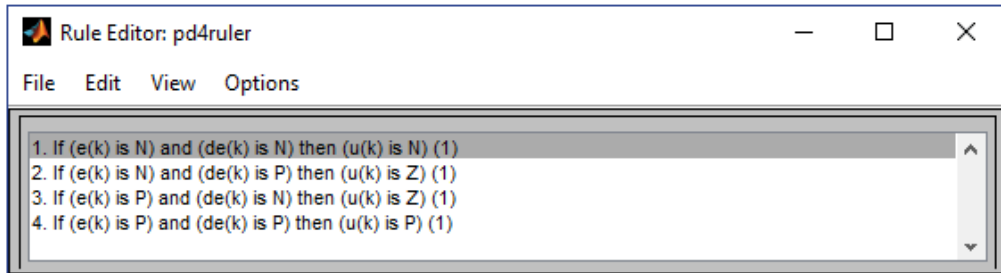 Rule Editor: pd4ruler
File Edit View Options
1. If (e(k) is N) and (de(k) is N) then (u(k) is N) (1)
2. If (e(k) is N) and (de(k) is P) then (u(k) is Z) (1)
3. If (e(k) is P) and (de(k) is N) then (u(k) is Z) (1)
4. If (e(k) is P) and (de(k) is P) then (u(k) is P) (1)